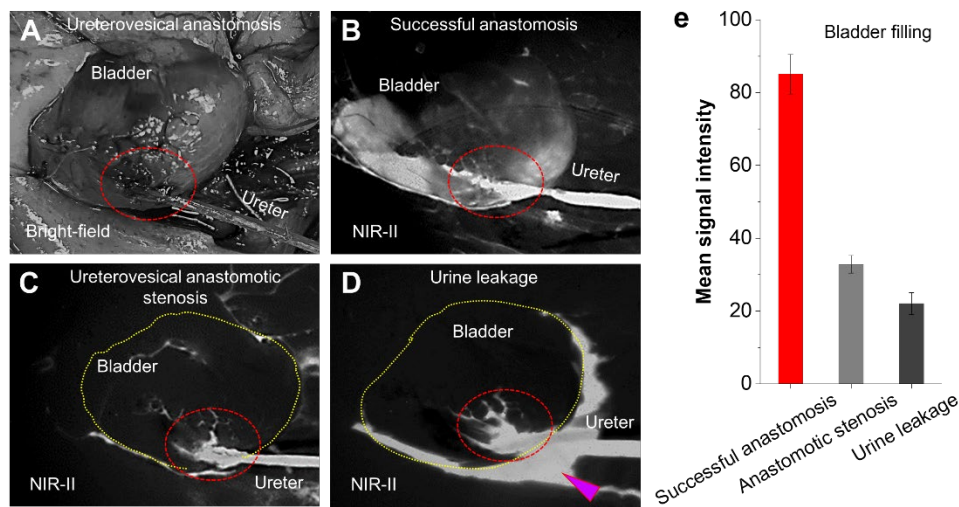 A
Ureterovesical anastomosis
Bladder
Ureter
Bright-field
B
Successful anastomosis
Bladder
Ureter
NIR-II
C
Ureterovesical anastomotic
stenosis
Bladder
NIR-II
Ureter
D
Urine leakage
Bladder
Ureter
NIR-II
e
Bladder filling
Mean signal intensity
100
80
60
40
20
0
Successful anastomosis
Anastomotic stenosis
Urine leakage